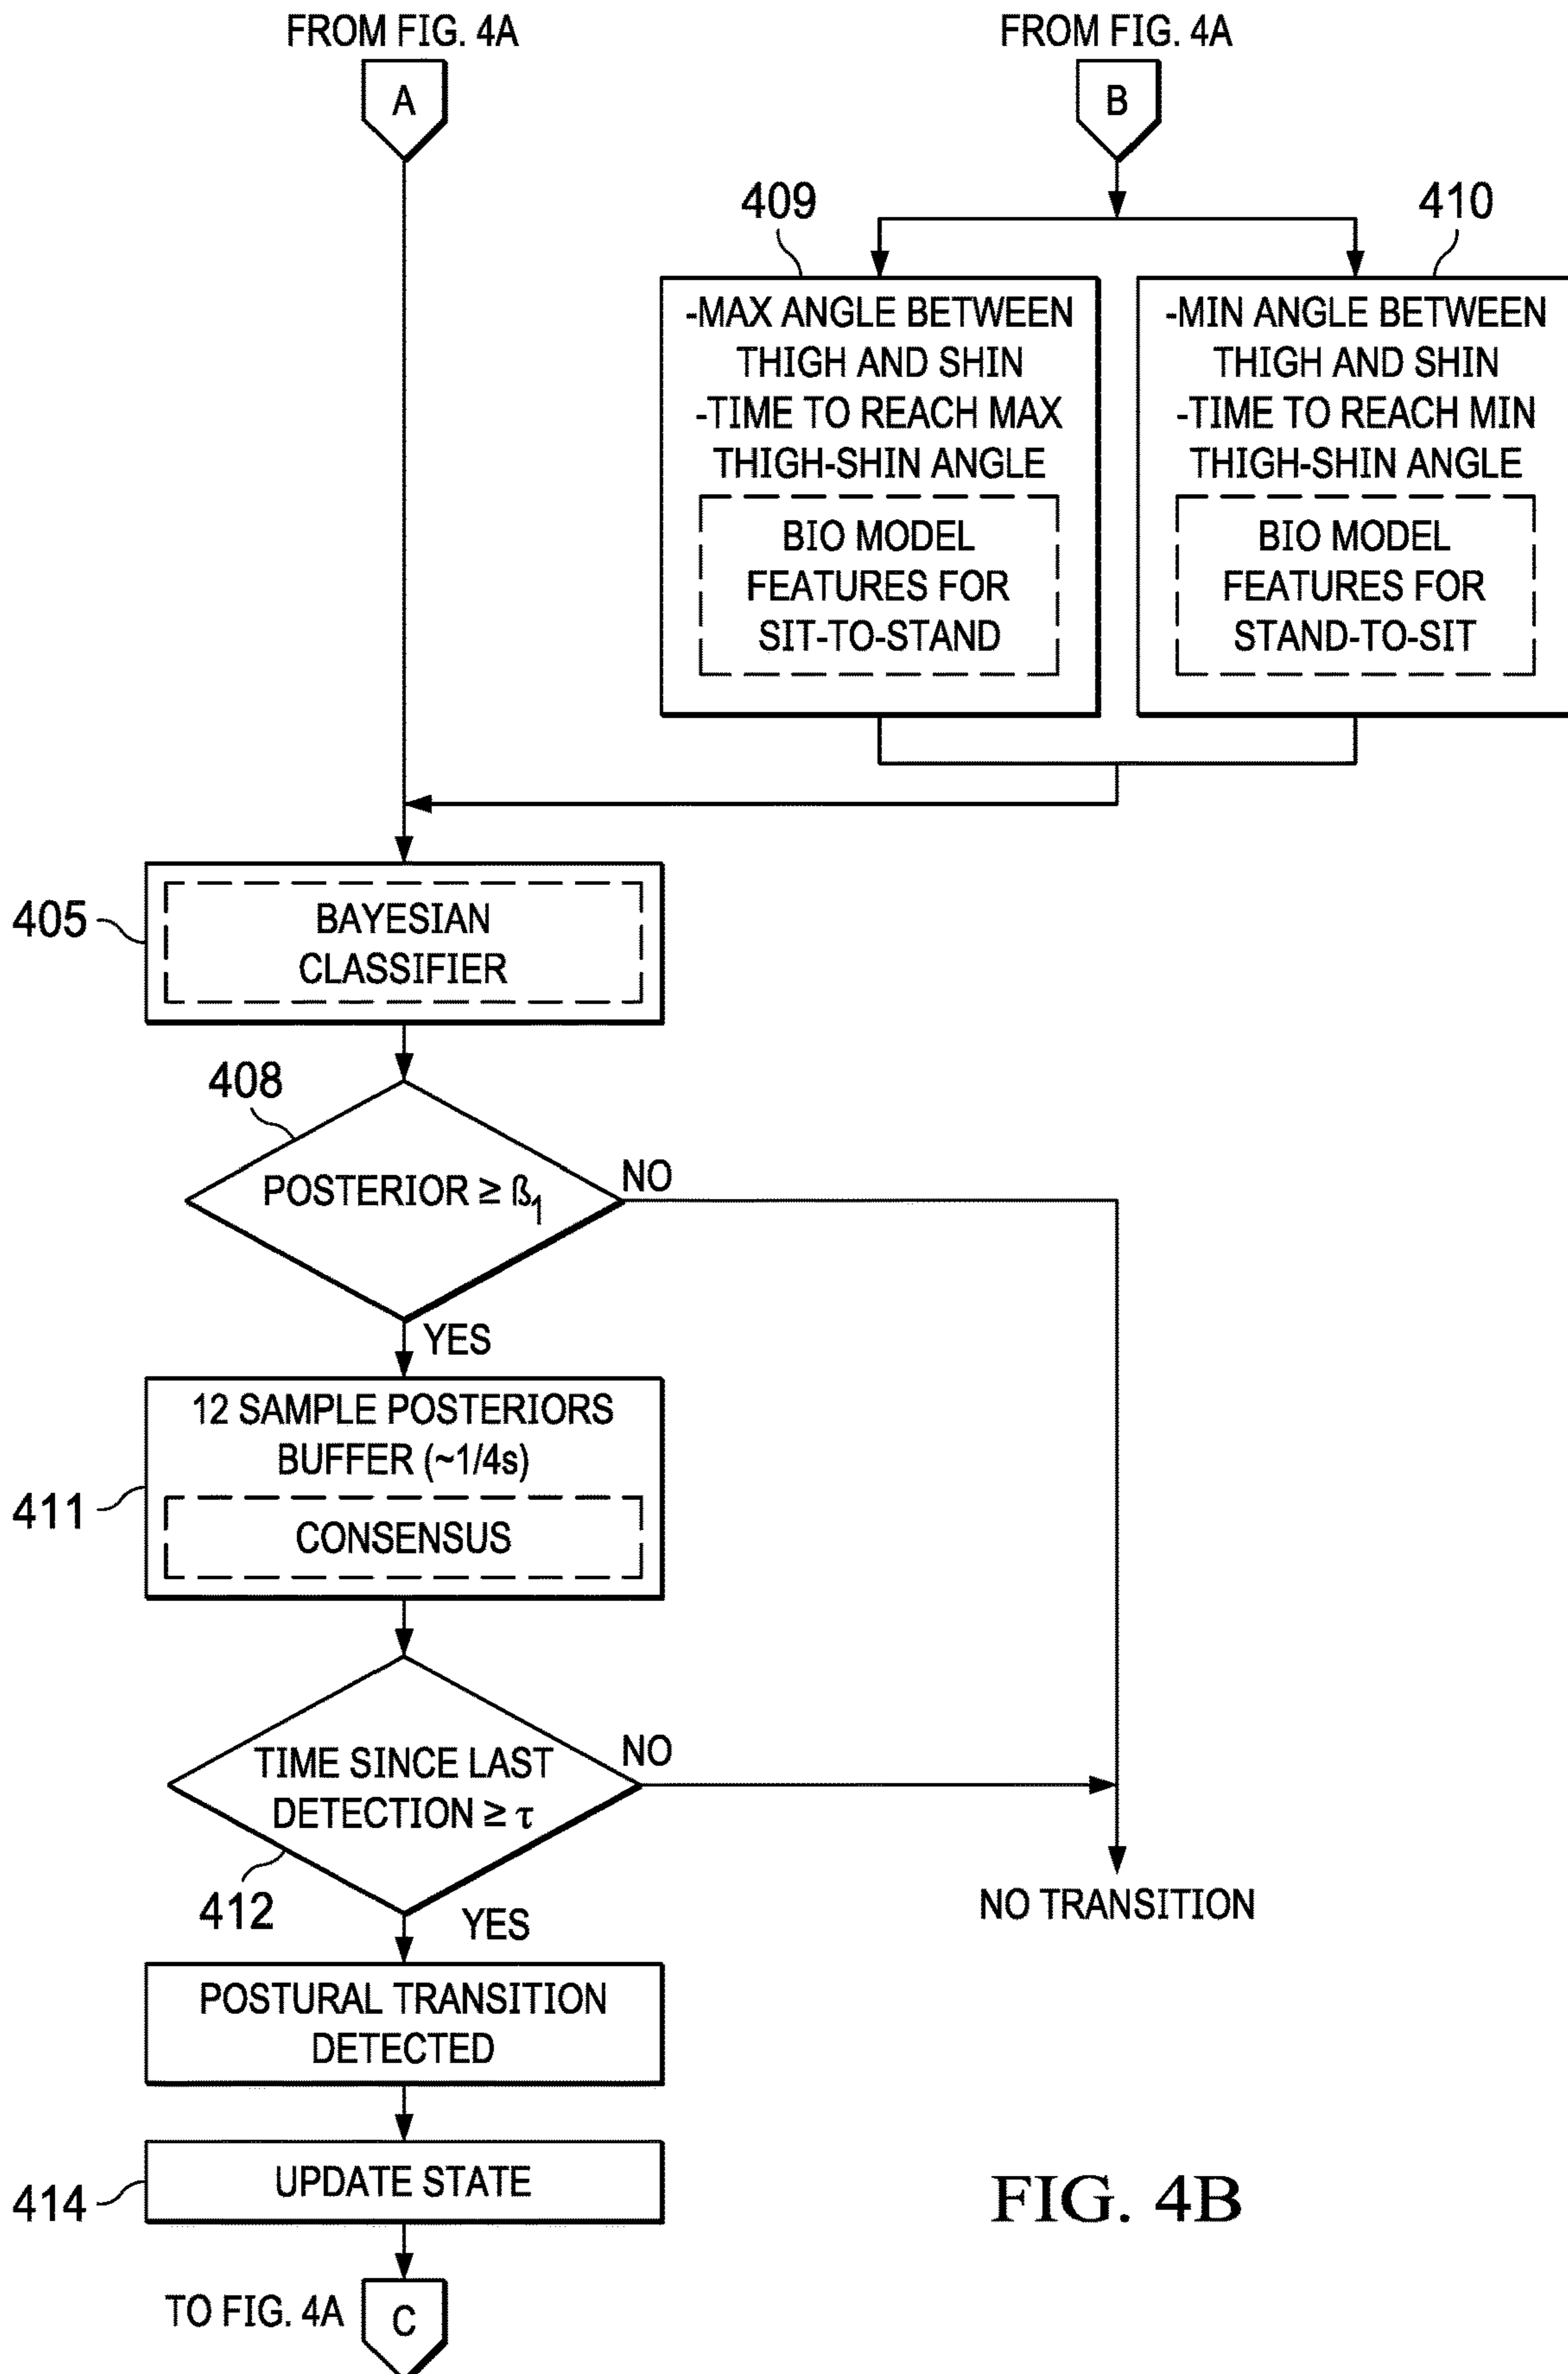 FROM FIG. 4A
A
FROM FIG. 4A
B
409
-MAX ANGLE BETWEEN
THIGH AND SHIN
-TIME TO REACH MAX
THIGH-SHIN ANGLE
BIO MODEL
FEATURES FOR
SIT-TO-STAND
410
-MIN ANGLE BETWEEN
THIGH AND SHIN
-TIME TO REACH MIN
THIGH-SHIN ANGLE
BIO MODEL
FEATURES FOR
STAND-TO-SIT
405
BAYESIAN
CLASSIFIER
408
POSTERIOR ≥ ß1
NO
YES
411
12 SAMPLE POSTERIORS
BUFFER (~1/4s)
CONSENSUS
TIME SINCE LAST
DETECTION ≥ τ
NO
412
YES
NO TRANSITION
POSTURAL TRANSITION
DETECTED
414
UPDATE STATE
TO FIG. 4A
C
FIG. 4B